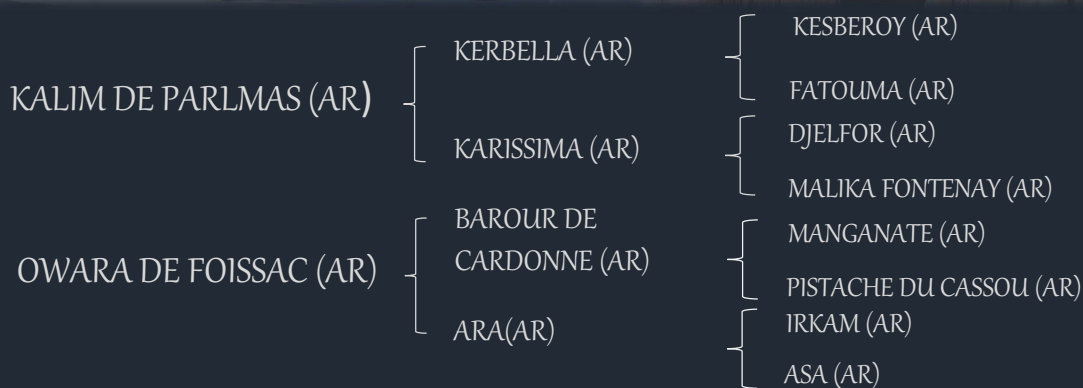 KALIM DE PARLMAS (AR)
KERBELLA (AR)
KESBEROY (AR)
FATOUMA (AR)
KARISSIMA (AR)
DJELFOR (AR)
MALIKA FONTENAY (AR)
OWARA DE FOISSAC (AR)
BAROUR DE
CARDONNE (AR)
MANGANATE (AR)
PISTACHE DU CASSOU (AR)
ARA(AR)
IRKAM (AR)
ASA (AR)